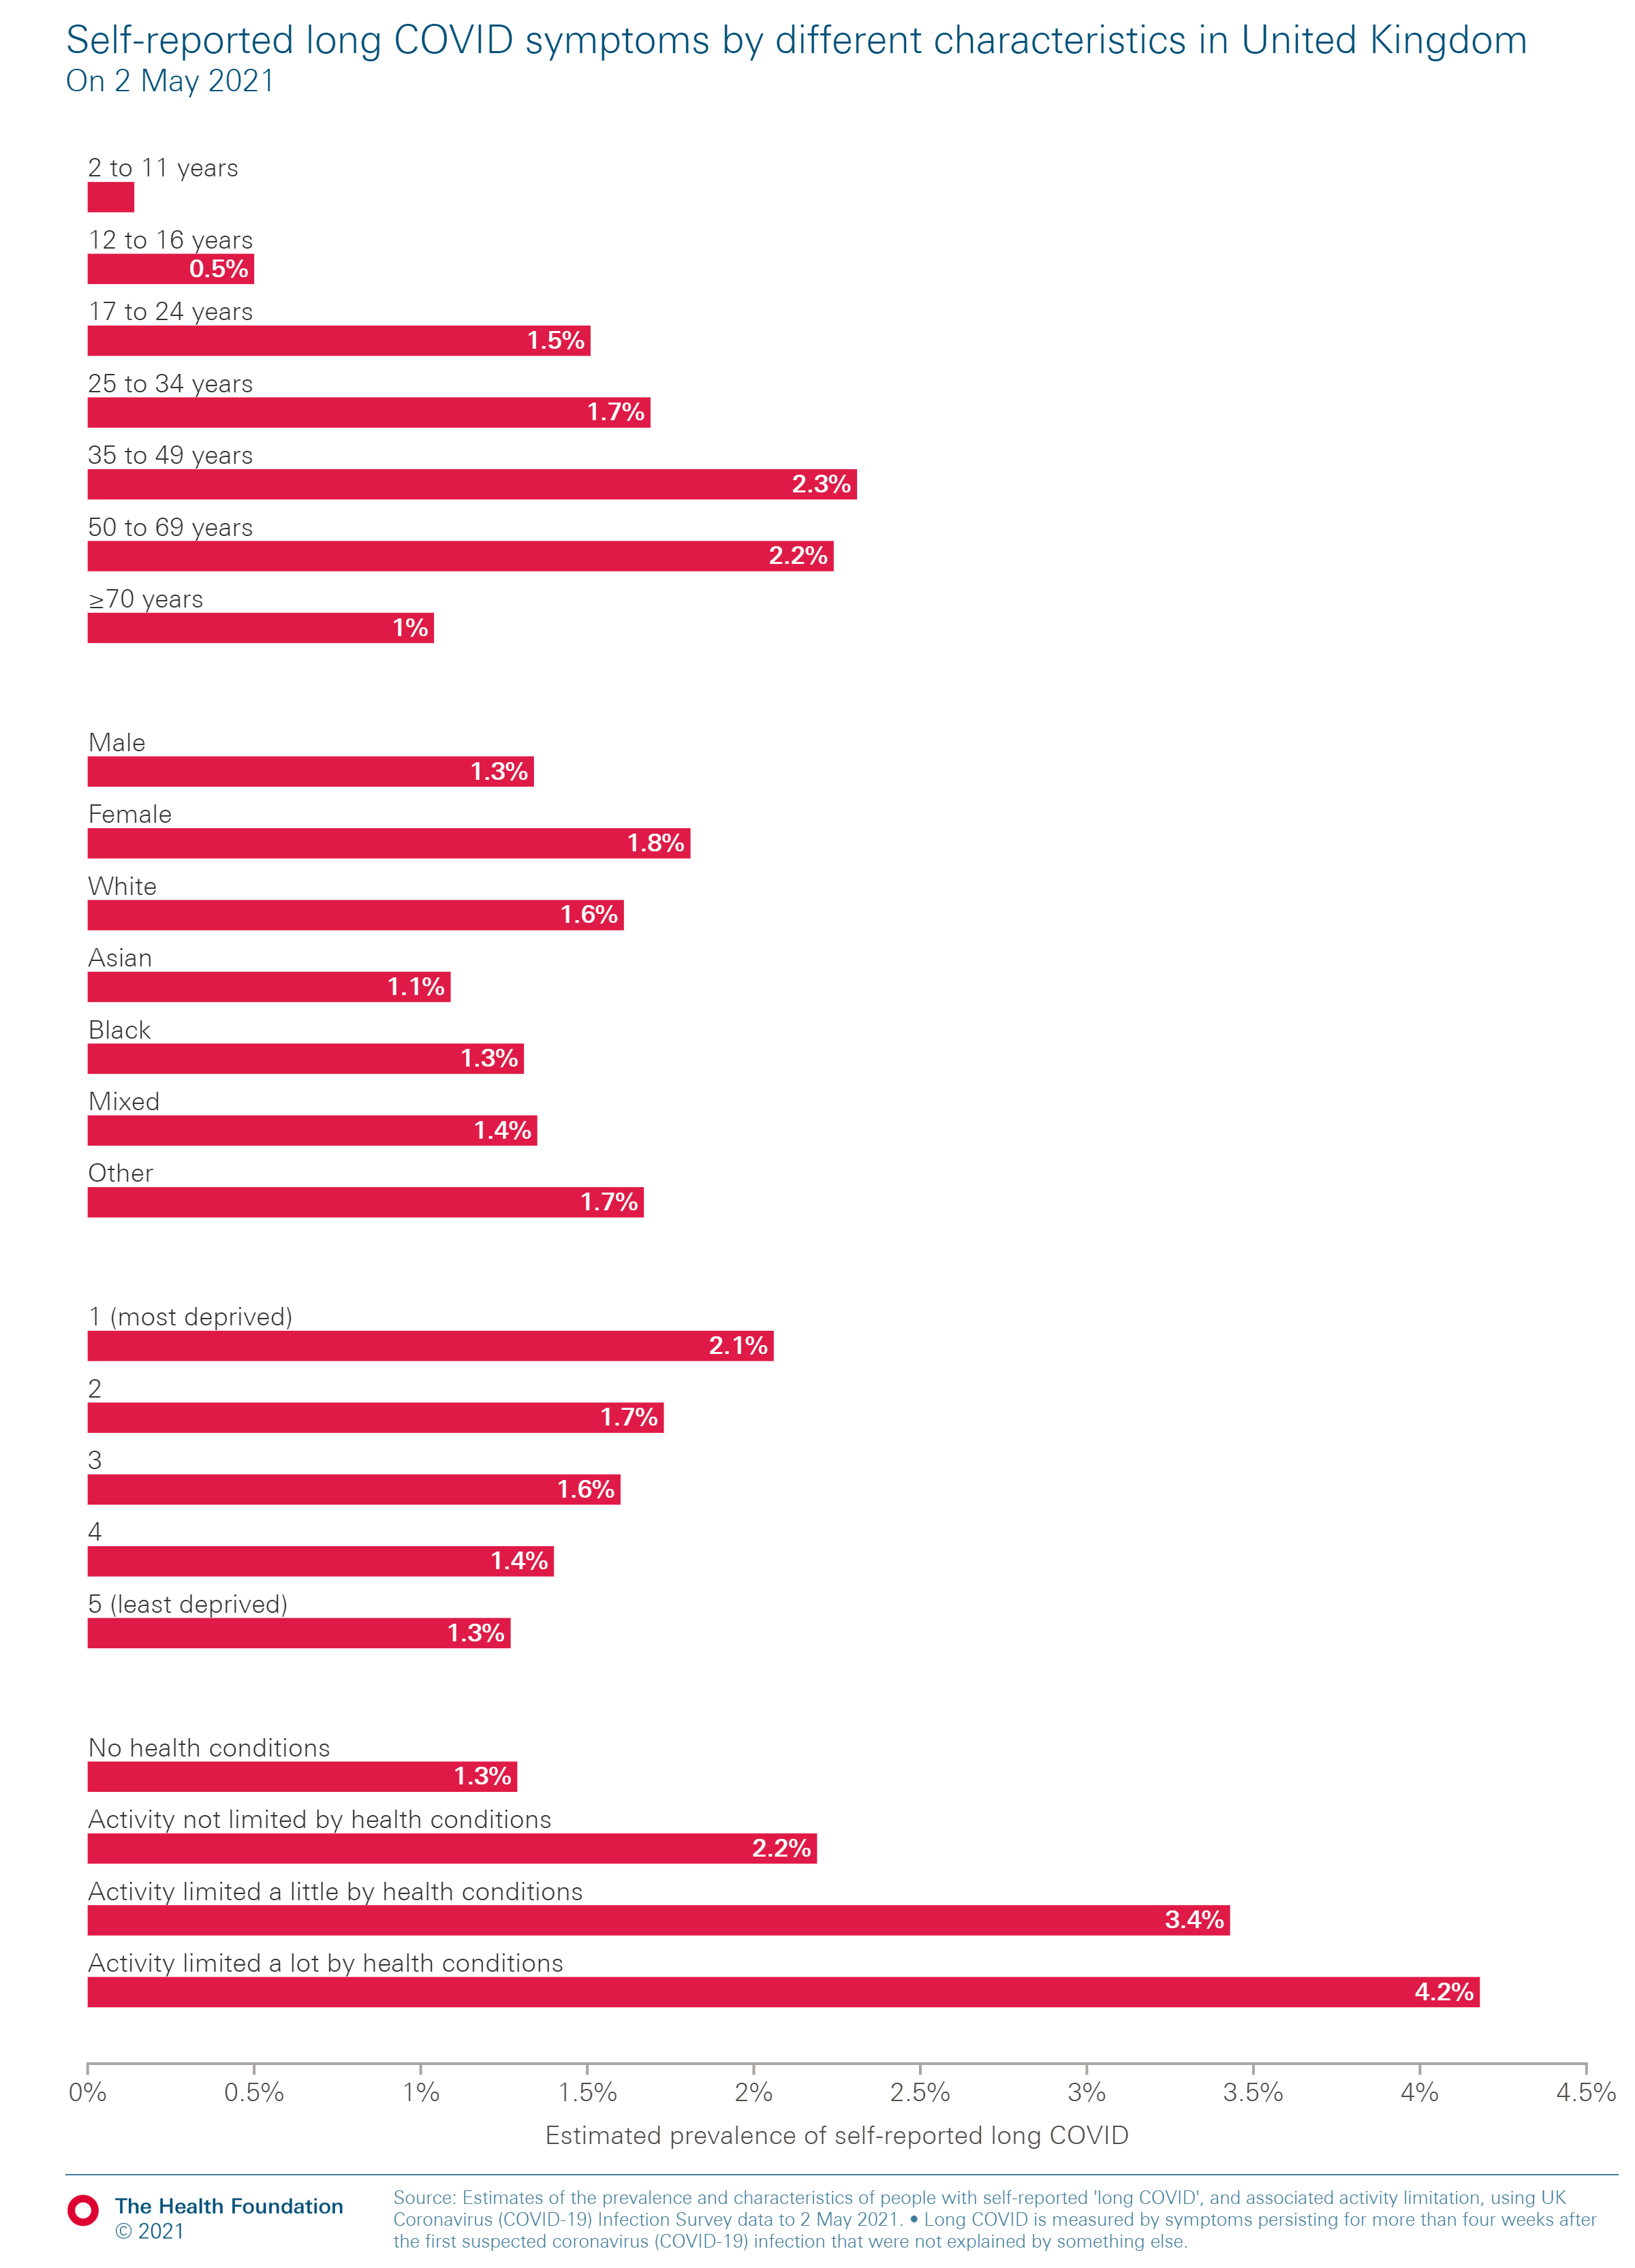 Self-reported long COVID symptoms by different characteristics in United Kingdom
On 2 May 2021
2 to 11 years
12 to 16 years
0.5%
17 to 24 years
1.5%
25 to 34 years
1.7%
35 to 49 years
2.3%
50 to 69 years
2.2%
≥70 years
1%
Male
1.3%
Female
1.8%
White
1.6%
Asian
1.1%
Black
1.3%
Mixed
1.4%
Other
1.7%
1 (most deprived)
2.1%
2
1.7%
3
1.6%
4
1.4%
5 (least deprived)
1.3%
No health conditions
1.3%
Activity not limited by health conditions
2.2%
Activity limited a little by health conditions
3.4%
Activity limited a lot by health conditions
4.2%
0% 0.5% 1% 1.5% 2% 2.5% 3% 3.5% 4% 4.5%
Estimated prevalence of self-reported long COVID
The Health Foundation
© 2021
Source: Estimates of the prevalence and characteristics of people with self-reported 'long COVID', and associated activity limitation, using UK
Coronavirus (COVID-19) Infection Survey data to 2 May 2021. • Long COVID is measured by symptoms persisting for more than four weeks after
the first suspected coronavirus (COVID-19) infection that were not explained by something else.